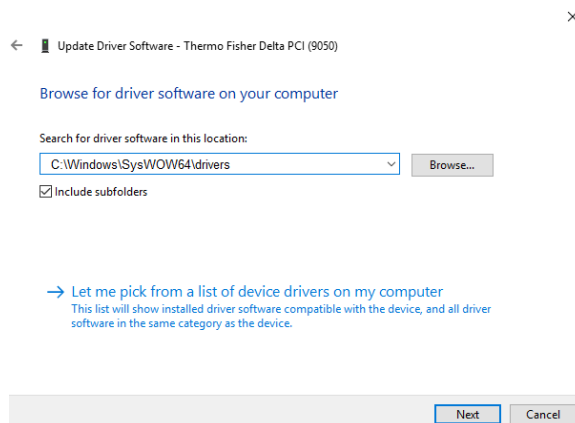 Update Driver Software - Thermo Fisher Delta PCI (9050)
Browse for driver software on your computer
Search for driver software in this location:
C:\Windows\SysWOW64\drivers
Browse...
Include subfolders
Let me pick from a list of device drivers on my computer
This list will show installed driver software compatible with the device, and all driver
software in the same category as the device.
Next
Cancel